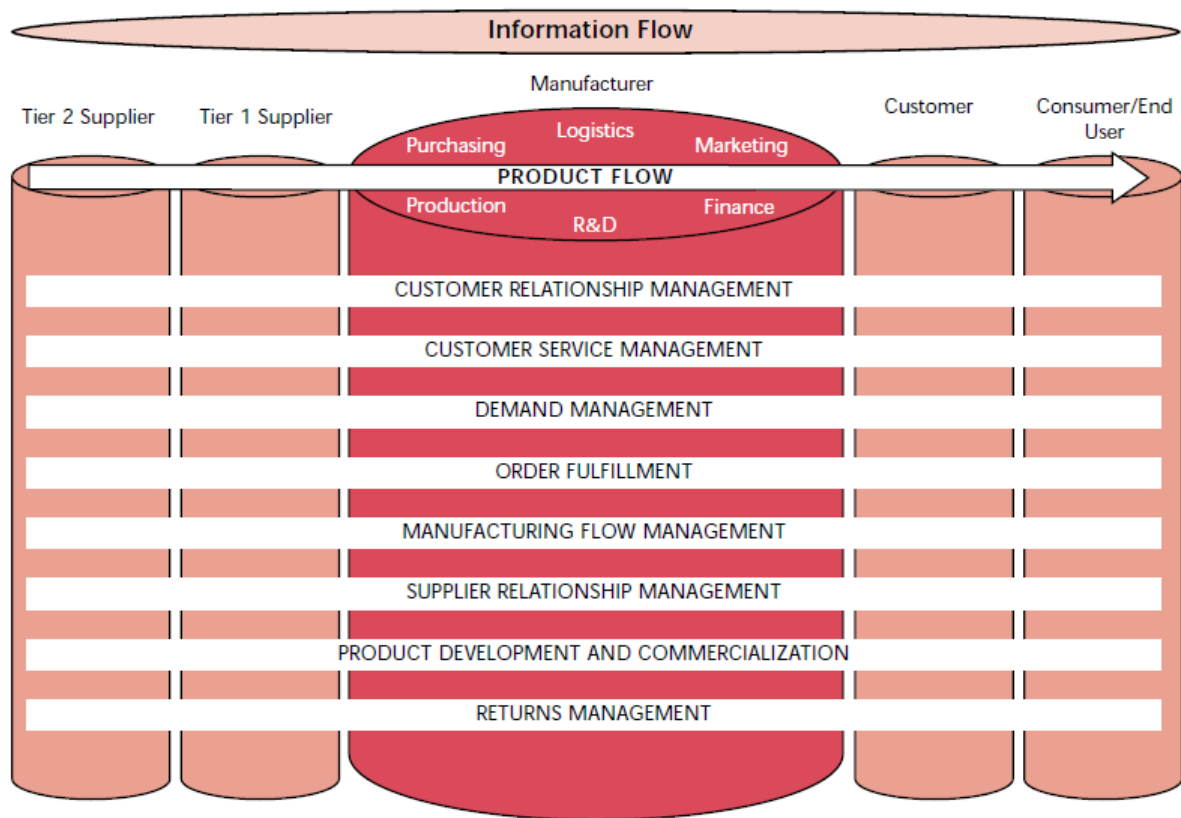 Information Flow
Manufacturer
Tier 2 Supplier
Tier 1 Supplier
Customer
Consumer/End
User
Logistics
Purchasing
Marketing
PRODUCT FLOW
Production
Finance
R&D
CUSTOMER RELATIONSHIP MANAGEMENT
CUSTOMER SERVICE MANAGEMENT
DEMAND MANAGEMENT
ORDER FULFILLMENT
MANUFACTURING FLOW MANAGEMENT
SUPPLIER RELATIONSHIP MANAGEMENT
PRODUCT DEVELOPMENT AND COMMERCIALIZATION
RETURNS MANAGEMENT